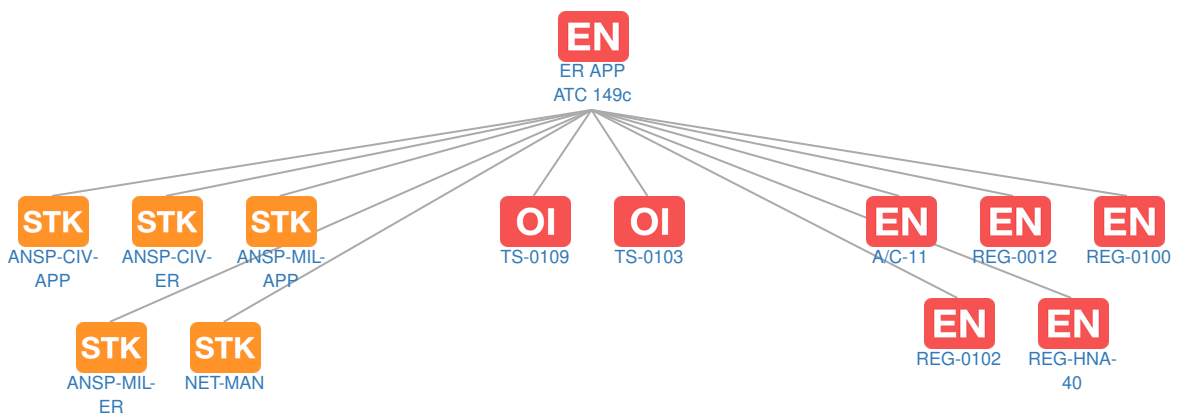 EN
ER APP
ATC 149c
STK
ANSP-CIV-
APP
STK
ANSP-CIV-
ER
STK
ANSP-MIL-
APP
OI
TS-0109
OI
TS-0103
EN
A/C-11
EN
REG-0012
EN
REG-0100
STK
ANSP-MIL-
ER
STK
NET-MAN
EN
REG-0102
EN
REG-HNA-
40